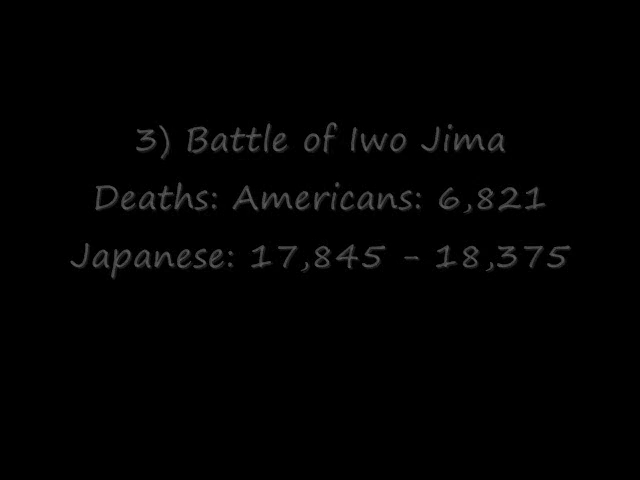 3) Battle of Iwo Jima
Deaths: Americans: 6,821
Japanese: 17,845 - 18,375